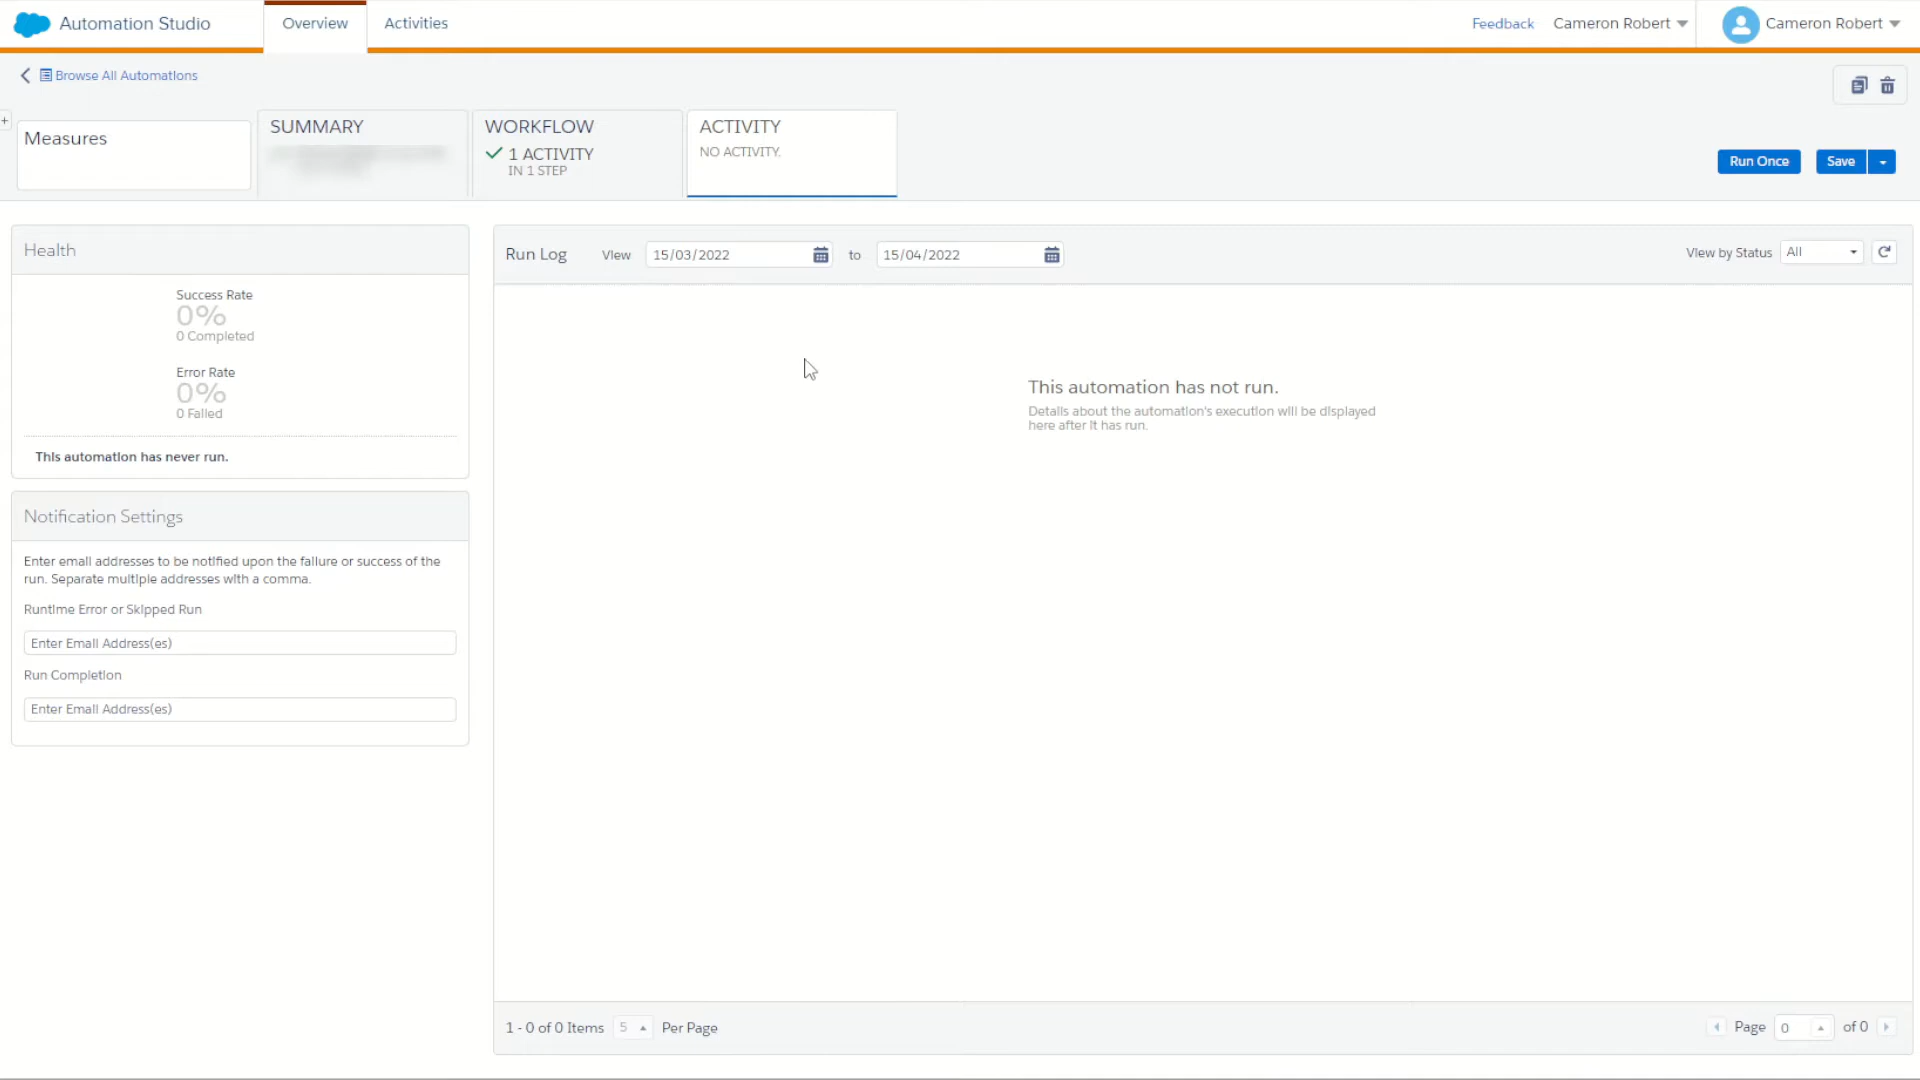 Automation Studio
Overview
Activities
Feedback
Cameron Robert
Cameron Robert
Browse All Automations
+
Measures
SUMMARY
WORKFLOW
1 ACTIVITY
IN 1 STEP
ACTIVITY
NO ACTIVITY.
Run Once
Save
Health
Success Rate
0%
0 Completed
Error Rate
0%
0 Failed
This automation has never run.
Notification Settings
Enter email addresses to be notified upon the failure or success of the
run. Separate multiple addresses with a comma.
Runtime Error or Skipped Run
Enter Email Address(es)
Run Completion
Enter Email Address(es)
Run Log
View
15/03/2022
to
15/04/2022
View by Status
All
This automation has not run.
Details about the automation's execution will be displayed
here after it has run.
1 - 0 of 0 Items
5
Per Page
Page
0
of 0